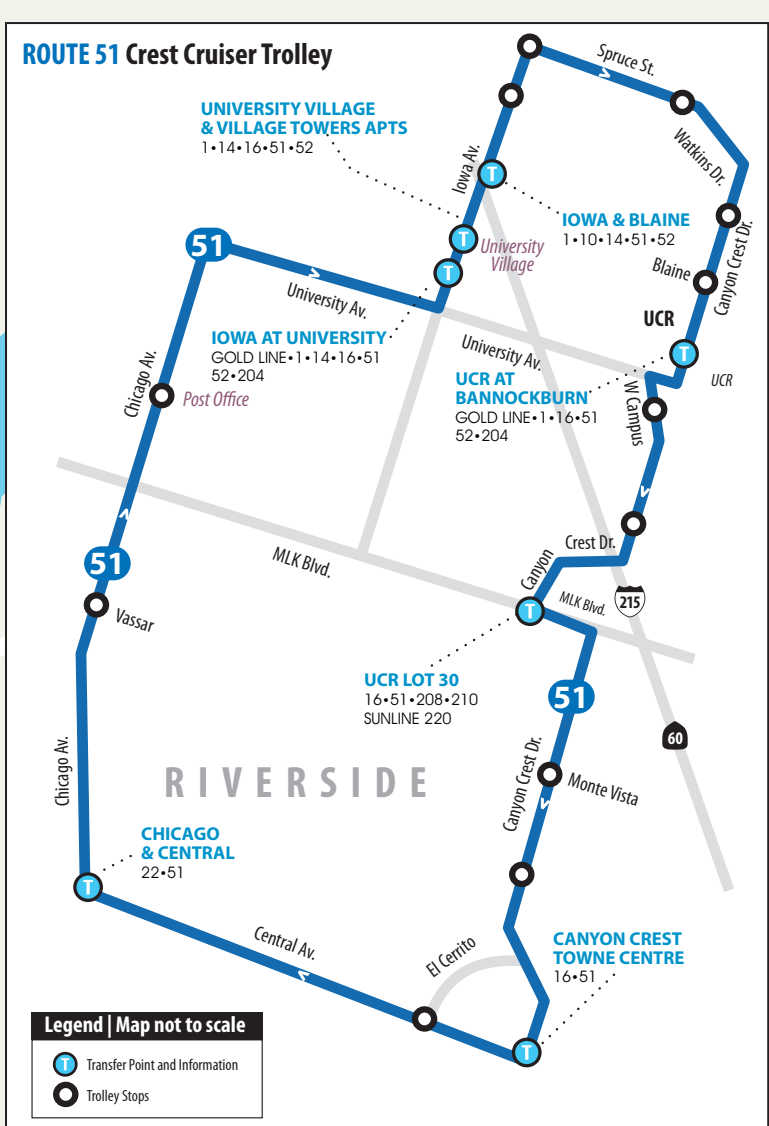 ROUTE 51 Crest Cruiser Trolley
Spruce St.
UNIVERSITY VILLAGE
& VILLAGE TOWERS APTS
1•14•16•51•52
Watkins Dr.
Iowa Av.
IOWA & BLAINE
1•10•14•51•52
University
Village
51
Canyon Crest Dr.
Blaine
University Av.
UCR
IOWA AT UNIVERSITY
GOLD LINE•1•14•16•51
52•204
University Av.
UCR AT
BANNOCKBURN
GOLD LINE•1•16•51
52•204
UCR
Chicago Av.
Post Office
W Campus
Canyon
Crest Dr.
MLK Blvd.
51
MLK Blvd.
215
Vassar
UCR LOT 30
16•51•208•210
SUNLINE 220
51
60
Chicago Av.
RIVERSIDE
Canyon Crest Dr.
Monte Vista
CHICAGO
& CENTRAL
22•51
Central Av.
El Cerrito
CANYON CREST
TOWNE CENTRE
16•51
Legend | Map not to scale
T Transfer Point and Information
Trolley Stops
T
T
T
T
T
T
T